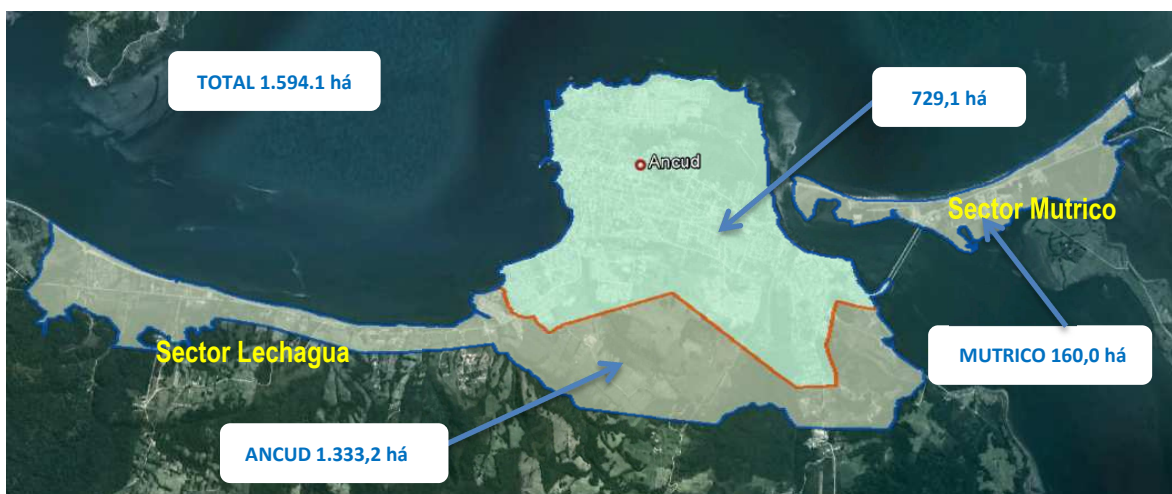 TOTAL 1.594.1 há
729,1 há
Ancud
Sector Mutrico
Sector Lechagua
MUTRICO 160,0 há
ANCUD 1.333,2 há